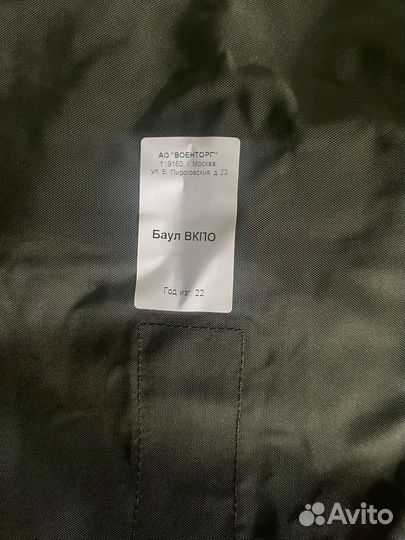 АО "ВОЕНТОРГ"
119160 г. Москва,
ул. Б. Пироговская, д.23
Баул ВКПО
Год изг. 22
Avito